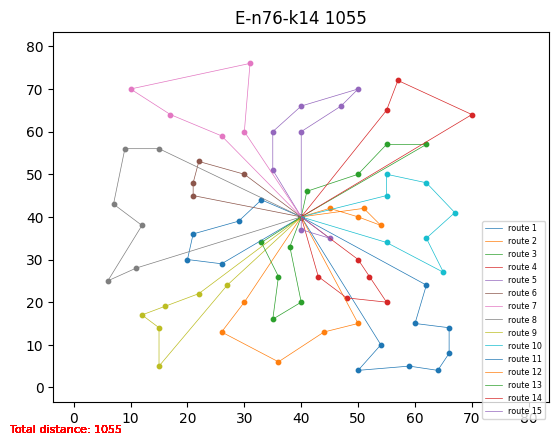 E-n76-k14 1055
80
70
60
50
40
30
20
10
0
route 1
route 2
route 3
route 4
route 5
route 6
route 7
route 8
route 9
route 10
route 11
route 12
route 13
route 14
route 15
0 10 20 30 40 50 60 70 80
Total distance: 1055